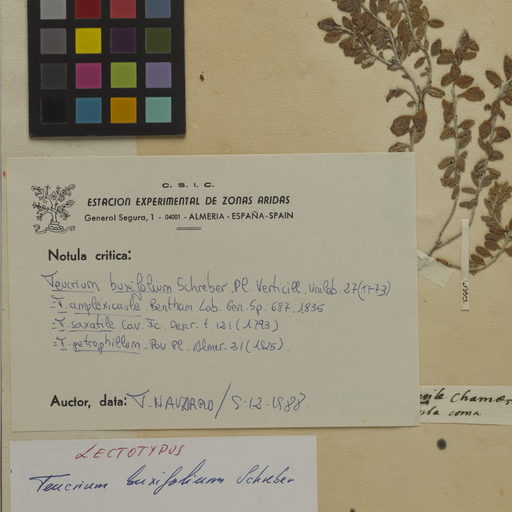 C. S. I. C.
ESTACION EXPERIMENTAL DE ZONAS ARIDAS
General Segura, 1 - 04001 - ALMERIA - ESPAÑA-SPAIN
Notula critica:
Teucrium buxifolium Schreber Pl. Verticill. Unilab. 27 (1773)
≡T. amplexicaule Bentham Lab. Gen. Sp. 687. 1835
=T. saxatile Cav. Ic. Descr. t. 121 (1793)
=T. petrophillum. Pau Pl. Almer. 31 (1925).
Auctor, data: T. NAVARRO / 5-12-1988.
Chamæ
coma
LECTOTYPUS
Teucrium buxifolium Schreber